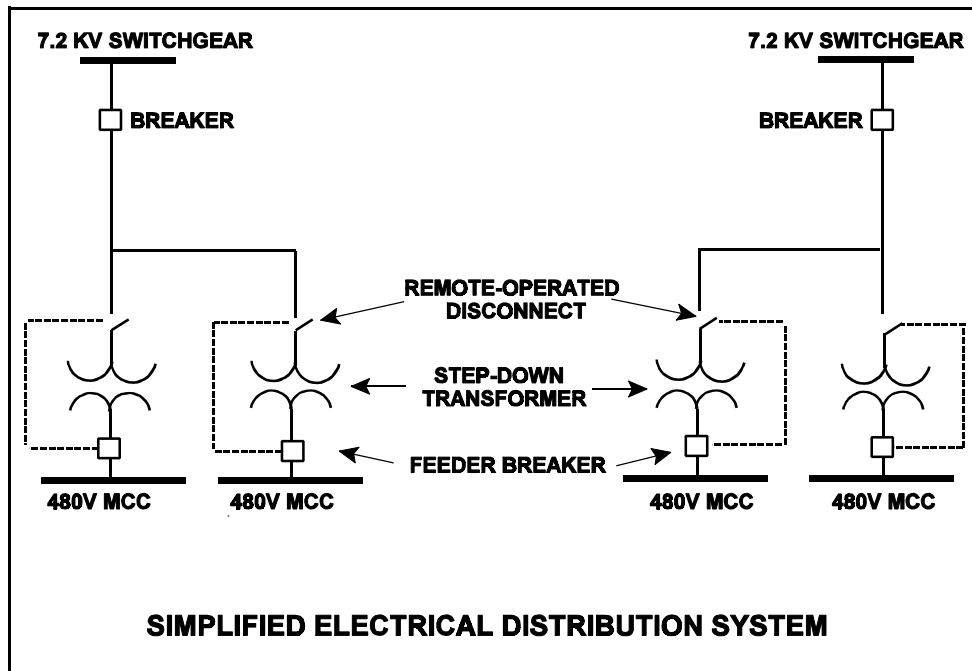 7.2 KV SWITCHGEAR
7.2 KV SWITCHGEAR
BREAKER
BREAKER
REMOTE-OPERATED
DISCONNECT
STEP-DOWN
TRANSFORMER
FEEDER BREAKER
480V MCC
480V MCC
480V MCC
480V MCC
SIMPLIFIED ELECTRICAL DISTRIBUTION SYSTEM